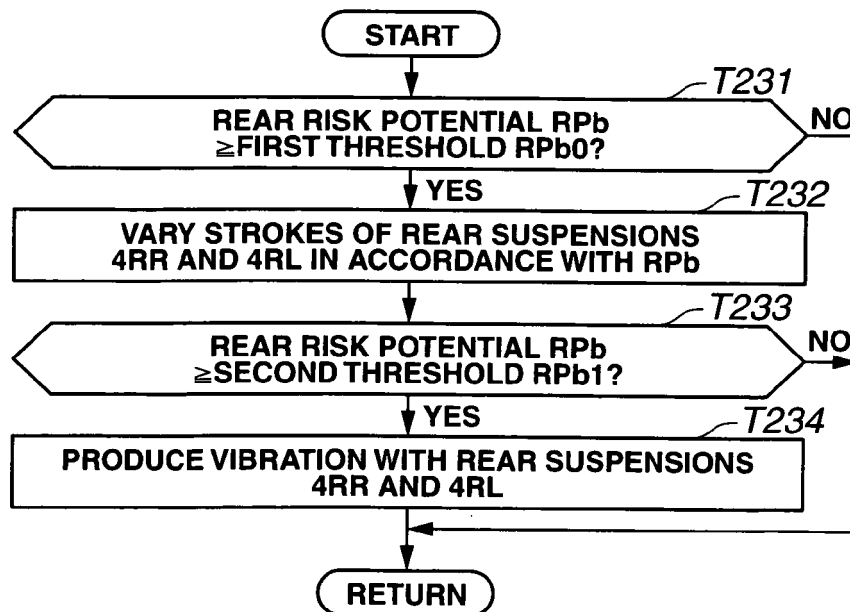 START
T231
REAR RISK POTENTIAL RPb
≧FIRST THRESHOLD RPb0?
NO
YES
T232
VARY STROKES OF REAR SUSPENSIONS
4RR AND 4RL IN ACCORDANCE WITH RPb
T233
REAR RISK POTENTIAL RPb
≧SECOND THRESHOLD RPb1?
NO
YES
T234
PRODUCE VIBRATION WITH REAR SUSPENSIONS
4RR AND 4RL
RETURN